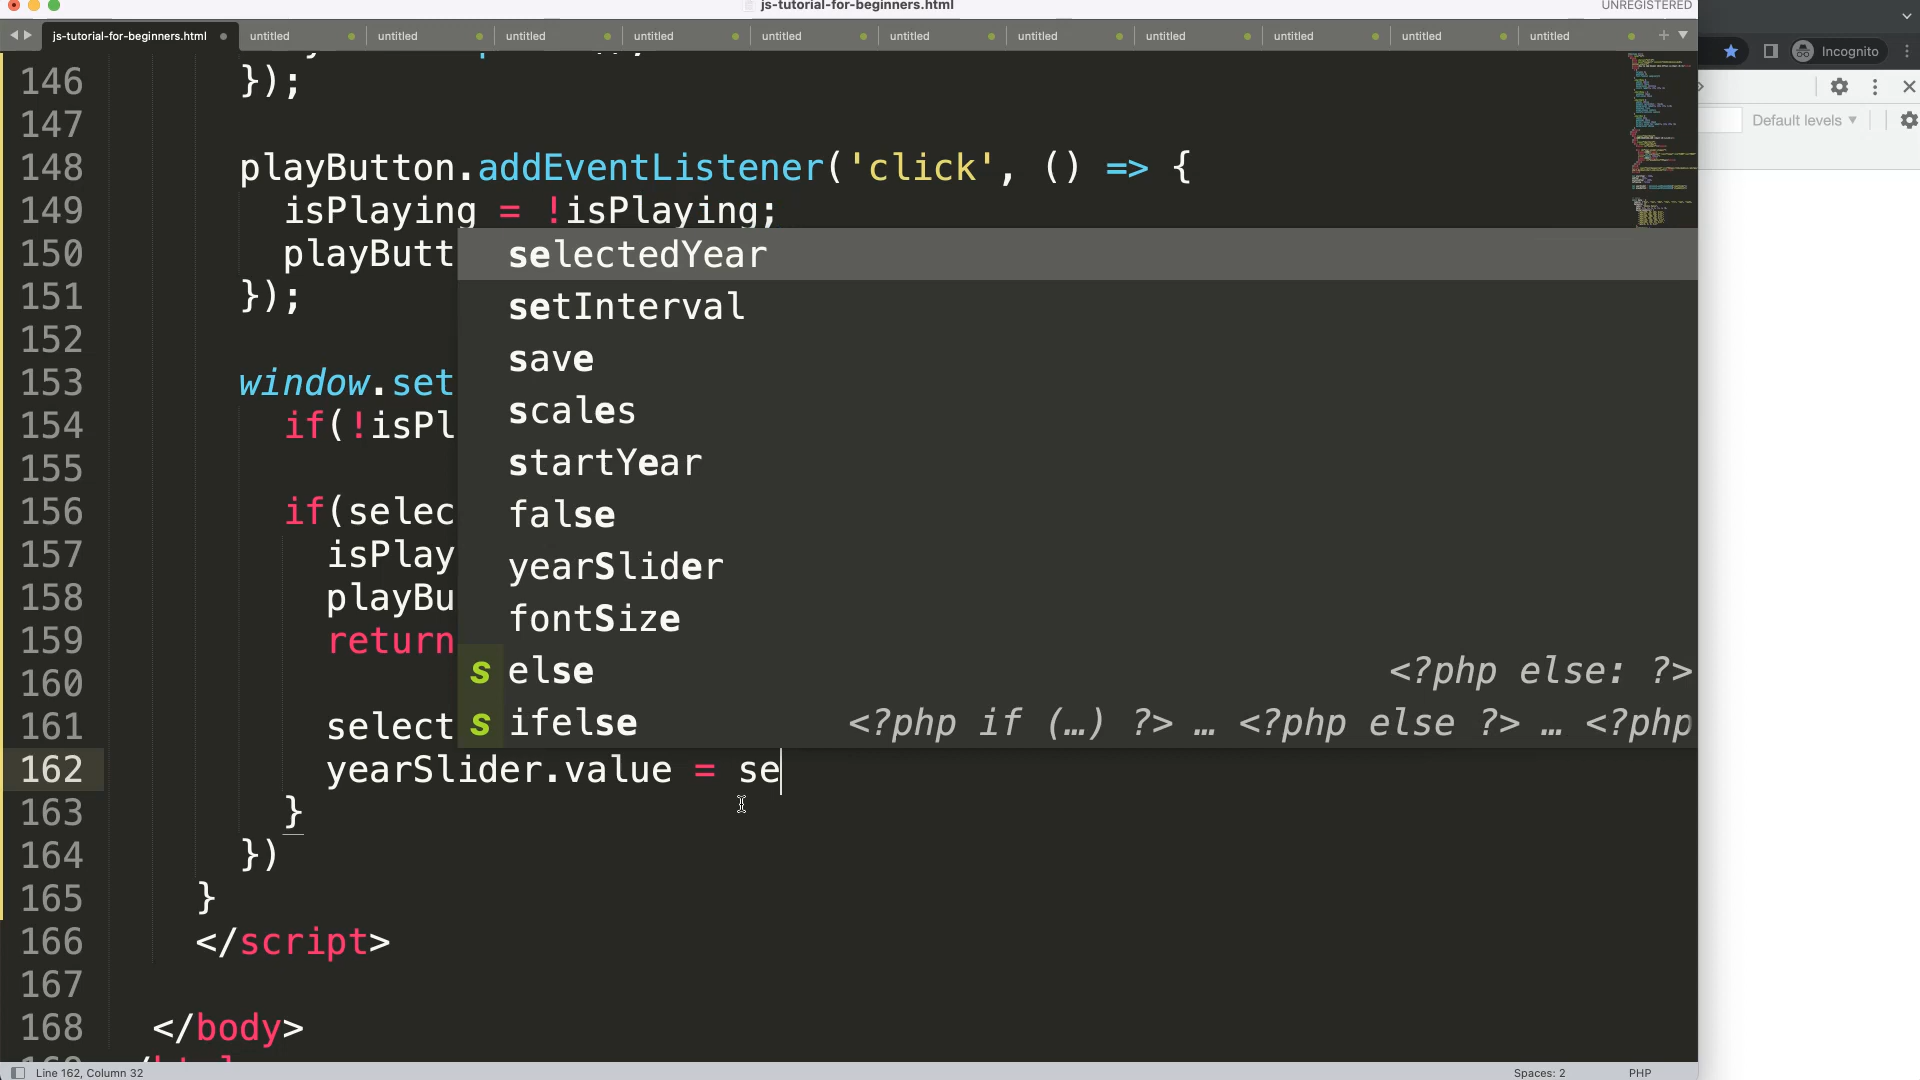 js-tutorial-for-beginners.html
UNREGISTERED
js-tutorial-for-beginners.html untitled untitled untitled untitled untitled untitled untitled untitled untitled untitled untitled
Incognito
Default levels
146 });
147
148 playButton.addEventListener('click', () => {
149 isPlaying = !isPlaying;
150 playButt
151 });
152
153 window.set
154 if(!isPl
155
156 if(selec
157 isPlay
158 playBu
159 return
160
161 select
162 yearSlider.value = se
163 }
164 })
165 }
166 </script>
167
168 </body>
selectedYear
setInterval
save
scales
startYear
false
yearSlider
fontSize
s else <?php else: ?>
s ifelse <?php if (…) ?> … <?php else ?> … <?php
Line 162, Column 32
Spaces: 2
PHP